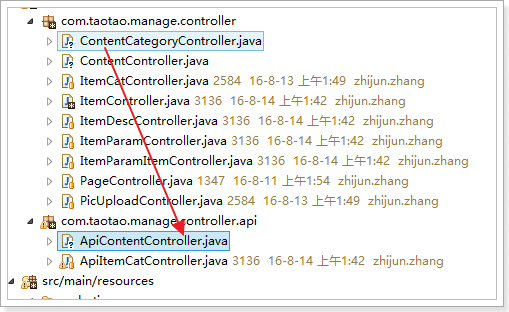 com.taotao.manage.controller
ContentCategoryController.java
ContentController.java
ItemCatController.java 2584 16-8-13 上午1:49 zhijun.zhang
ItemController.java 3136 16-8-14 上午1:42 zhijun.zhang
ItemDescController.java 3136 16-8-14 上午1:42 zhijun.zhang
ItemParamController.java 3136 16-8-14 上午1:42 zhijun.zhang
ItemParamItemController.java 3136 16-8-14 上午1:42 zhijun.zhang
PageController.java 1347 16-8-11 上午1:54 zhijun.zhang
PicUploadController.java 2584 16-8-13 上午1:49 zhijun.zhang
com.taotao.manage.controller.api
ApiContentController.java
ApiItemCatController.java 3136 16-8-14 上午1:42 zhijun.zhang
src/main/resources